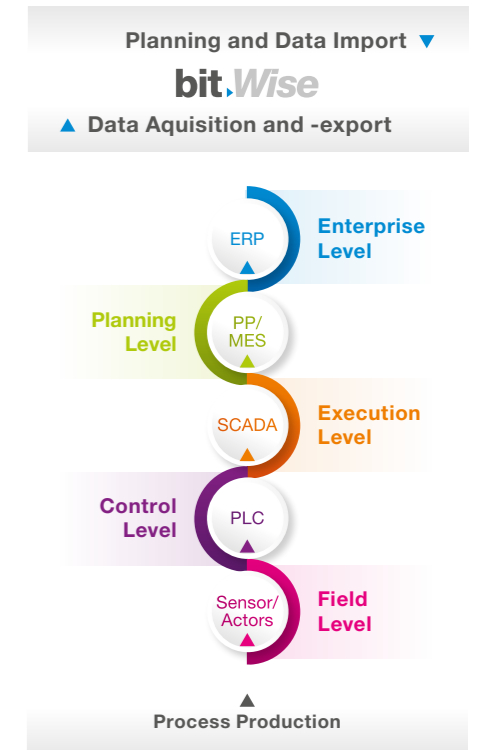 Planning and Data Import
bit.Wise
Data Aquisition and -export
ERP
Enterprise
Level
Planning
Level
PP/
MES
SCADA
Execution
Level
Control
Level
PLC
Sensor/
Actors
Field
Level
Process Production